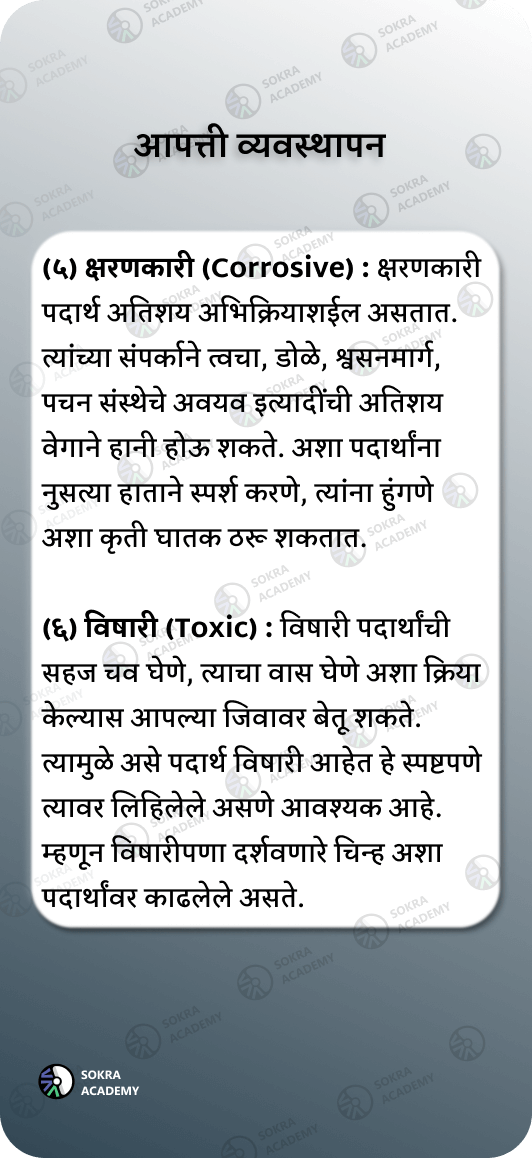 आपत्ती व्यवस्थापन
(५) क्षरणकारी (Corrosive) : क्षरणकारी
पदार्थ अतिशय अभिक्रियाशईल असतात.
त्यांच्या संपर्काने त्वचा, डोळे, श्वसनमार्ग,
पचन संस्थेचे अवयव इत्यादींची अतिशय
वेगाने हानी होऊ शकते. अशा पदार्थांना
नुसत्या हाताने स्पर्श करणे, त्यांना हुंगणे
अशा कृती घातक ठरू शकतात.
(६) विषारी (Toxic) : विषारी पदार्थांची
सहज चव घेणे, त्याचा वास घेणे अशा क्रिया
केल्यास आपल्या जिवावर बेतू शकते.
त्यामुळे असे पदार्थ विषारी आहेत हे स्पष्टपणे
त्यावर लिहिलेले असणे आवश्यक आहे.
म्हणून विषारीपणा दर्शवणारे चिन्ह अशा
पदार्थांवर काढलेले असते.
SOKRA
ACADEMY